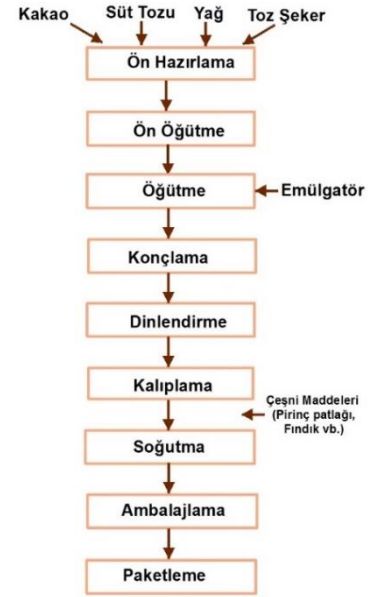 Kakao Süt Tozu Yağ Toz Şeker
Ön Hazırlama
Ön Öğütme
Öğütme
Emülgatör
Konçlama
Dinlendirme
Kalıplama
Çeşni Maddeleri
(Pirinç patlağı,
Fındık vb.)
Soğutma
Ambalajlama
Paketleme